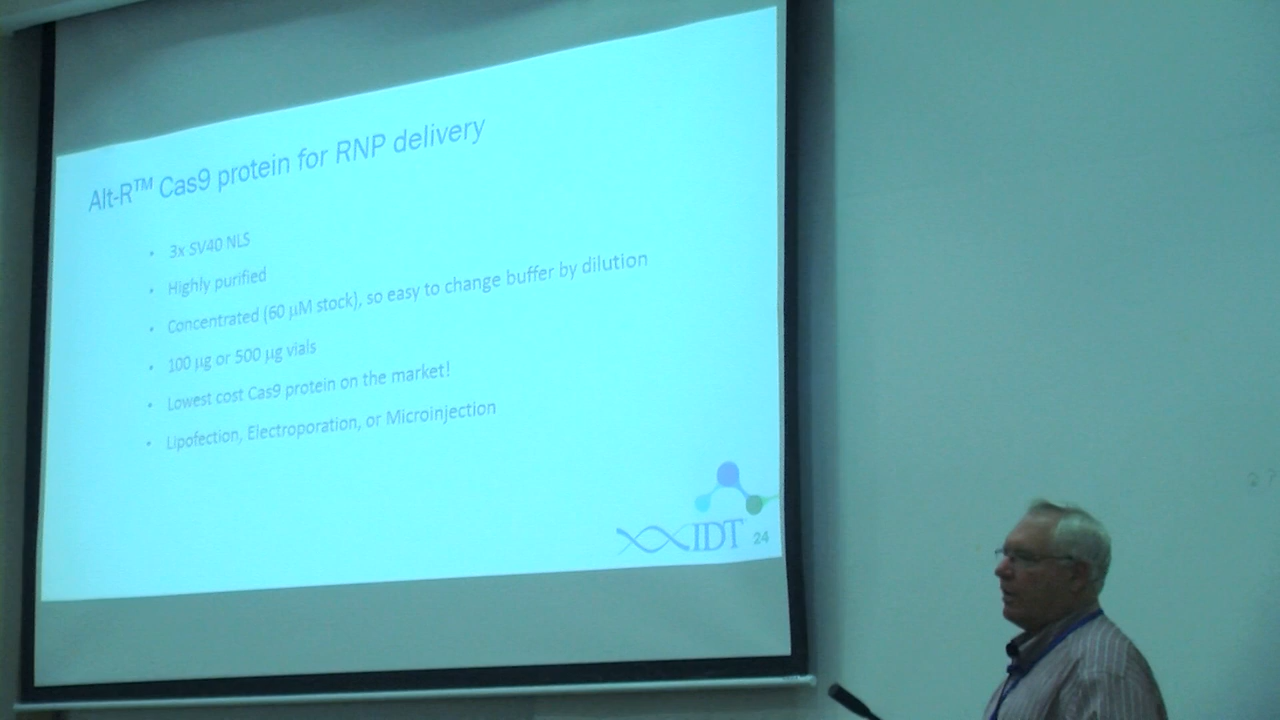 Alt-R™ Cas9 protein for RNP delivery
• 3x SV40 NLS
• Highly purified
• Concentrated (60 µM stock), so easy to change buffer by dilution
• 100 µg or 500 µg vials
• Lowest cost Cas9 protein on the market!
• Lipofection, Electroporation, or Microinjection
IDT 24